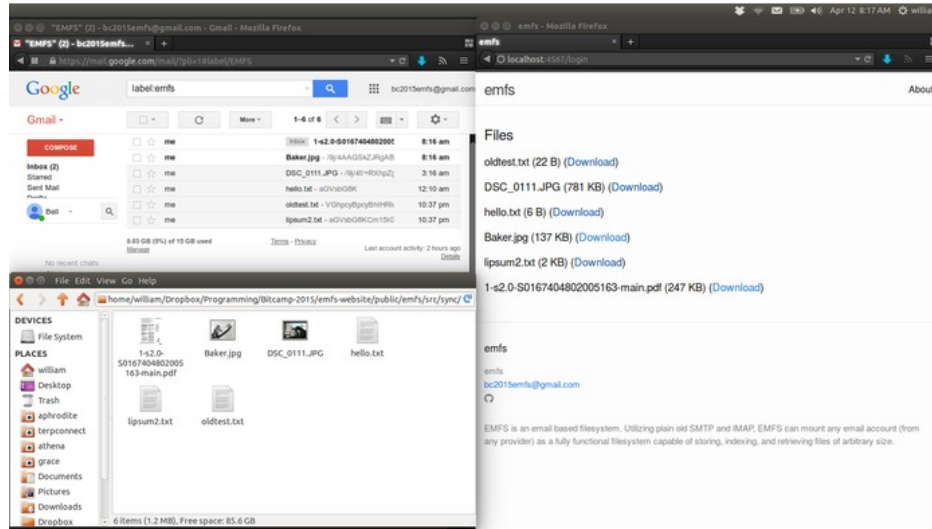 Apr 12 8:17 AM
"EMFS" (2) - bc2015emfs@gmail.com - Gmail - Mozilla Firefox
"EMFS" (2) - bc2015emfs...
https://mail.google.com/mail/?pli=1#label/EMFS
Google
label:emfs
bc2015emfs@gmail.com
Gmail
More
1–6 of 6
COMPOSE
Inbox (2)
Starred
Sent Mail
Drafts
Bell
No recent chats
me Inbox 1-s2.0-S0167404802005 8:16 am
me Baker.jpg 8:16 am
me DSC_0111.JPG 3:16 am
me hello.txt - aGVsbG8K 12:10 am
me oldtest.txt 10:37 pm
me lipsum2.txt 10:37 pm
0.03 GB (0%) of 15 GB used
Manage
Terms - Privacy
Last account activity: 2 hours ago
Details
File Edit View Go Help
home/william/Dropbox/Programming/Bitcamp-2015/emfs-website/public/emfs/src/sync/
DEVICES
File System
PLACES
william
Desktop
Trash
aphrodite
terpconnect
athena
grace
Documents
Pictures
Downloads
Dropbox
1-s2.0-
S0167404802005
163-main.pdf
Baker.jpg
DSC_0111.JPG
hello.txt
lipsum2.txt
oldtest.txt
6 items (1.2 MB), Free space: 85.6 GB
emfs - Mozilla Firefox
emfs
localhost:4567/login
emfs
About
Files
oldtest.txt (22 B) (Download)
DSC_0111.JPG (781 KB) (Download)
hello.txt (6 B) (Download)
Baker.jpg (137 KB) (Download)
lipsum2.txt (2 KB) (Download)
1-s2.0-S0167404802005163-main.pdf (247 KB) (Download)
emfs
emfs
bc2015emfs@gmail.com
EMFS is an email based filesystem. Utilizing plain old SMTP and IMAP, EMFS can mount any email account (from
any provider) as a fully functional filesystem capable of storing, indexing, and retrieving files of arbitrary size.